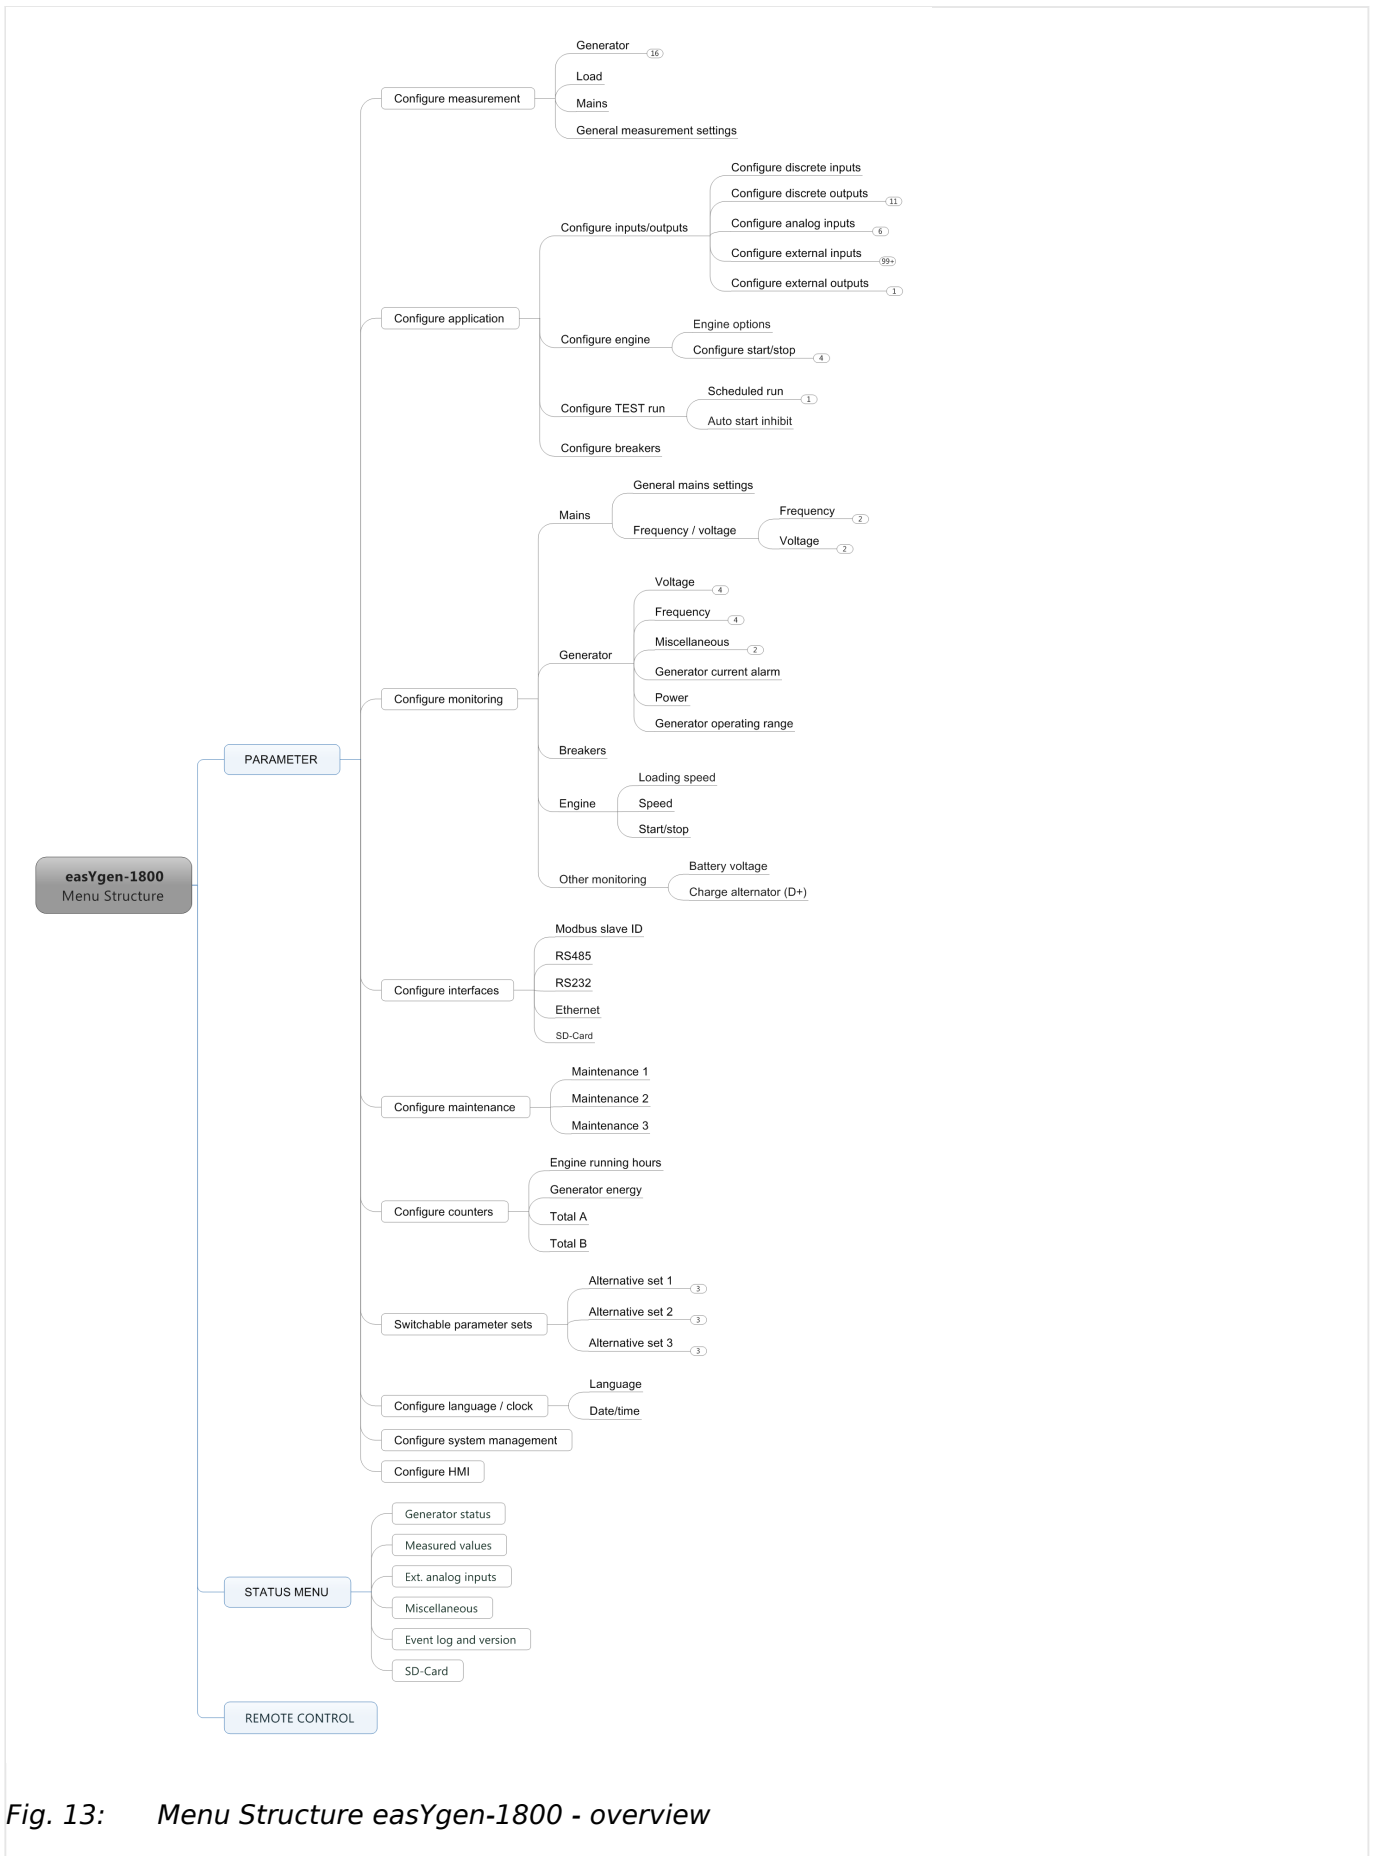 Generator
16
Load
Configure measurement
Mains
General measurement settings
Configure discrete inputs
Configure discrete outputs
11
Configure inputs/outputs
Configure analog inputs
6
Configure external inputs
99+
Configure external outputs
1
Configure application
Engine options
Configure engine
Configure start/stop
4
Scheduled run
1
Configure TEST run
Auto start inhibit
Configure breakers
General mains settings
Mains
Frequency
2
Frequency / voltage
Voltage
2
Voltage
4
Frequency
4
Miscellaneous
2
Generator
Generator current alarm
Power
Generator operating range
Configure monitoring
Breakers
Loading speed
Engine
Speed
Start/stop
Battery voltage
Other monitoring
Charge alternator (D+)
PARAMETER
easYgen-1800
Menu Structure
Modbus slave ID
RS485
RS232
Configure interfaces
Ethernet
SD-Card
Maintenance 1
Maintenance 2
Configure maintenance
Maintenance 3
Engine running hours
Generator energy
Configure counters
Total A
Total B
Alternative set 1
3
Alternative set 2
3
Switchable parameter sets
Alternative set 3
3
Language
Configure language / clock
Date/time
Configure system management
Configure HMI
Generator status
Measured values
Ext. analog inputs
STATUS MENU
Miscellaneous
Event log and version
SD-Card
REMOTE CONTROL
Fig. 13: Menu Structure easYgen-1800 - overview